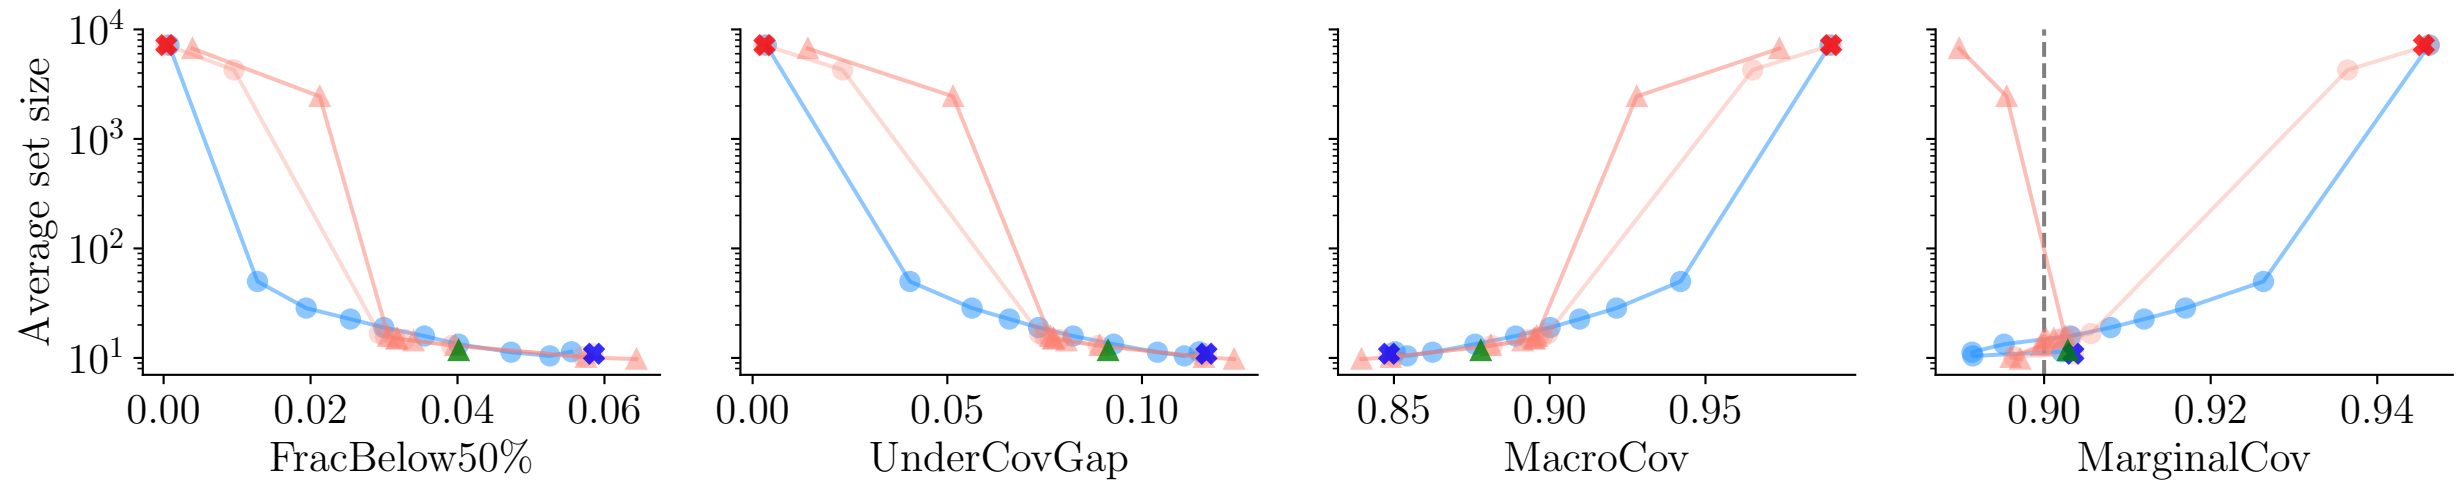 Average set size
10^4
10^3
10^2
10^1
0.00 0.02 0.04 0.06
FracBelow50%
0.00 0.05 0.10
UnderCovGap
0.85 0.90 0.95
MacroCov
0.90 0.92 0.94
MarginalCov